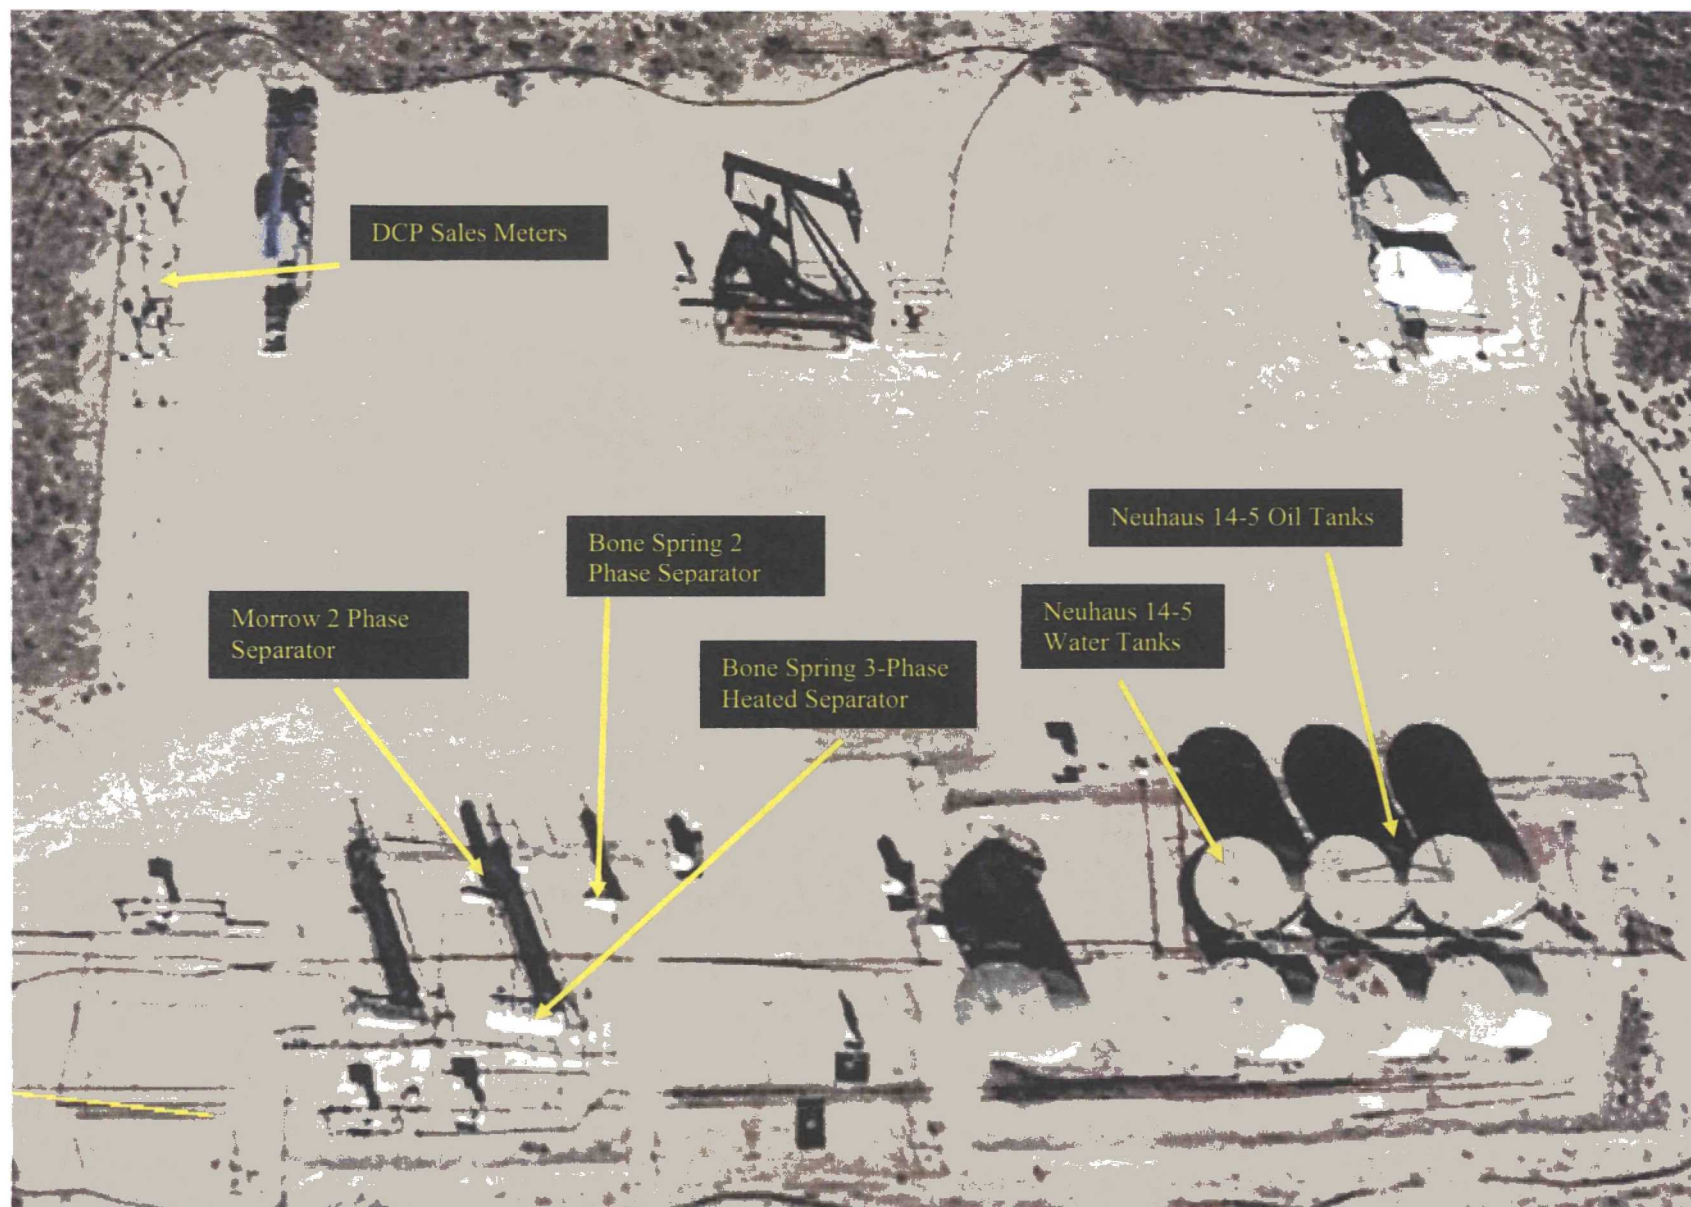 DCP Sales Meters
Neuhaus 14-5 Oil Tanks
Bone Spring 2
Phase Separator
Neuhaus 14-5
Water Tanks
Morrow 2 Phase
Separator
Bone Spring 3-Phase
Heated Separator